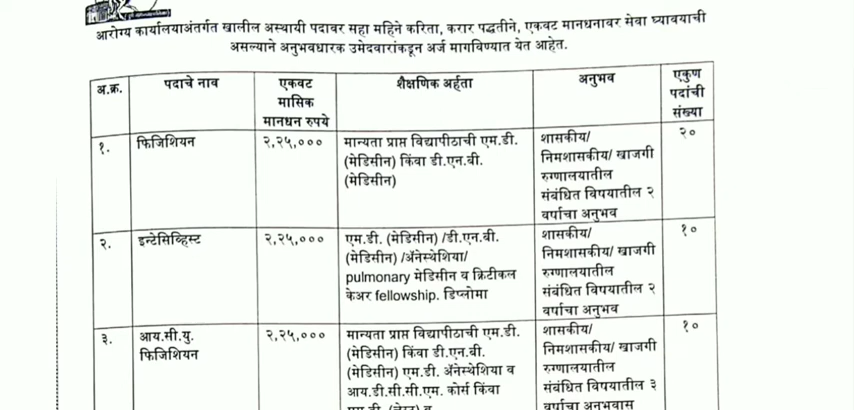 आरोग्य कार्यालयाअंतर्गत खालील अस्थायी पदावर सहा महिने करिता, करार पद्धतीने, एकवट मानधनावर सेवा घ्यावयाची
असल्याने अनुभवधारक उमेदवारांकडून अर्ज मागविण्यात येत आहेत.
अ.क्र. पदाचे नाव एकवट मासिक मानधन रुपये शैक्षणिक अर्हता अनुभव एकुण पदांची संख्या
१. फिजिशियन २,२५,००० मान्यता प्राप्त विद्यापीठाची एम.डी. शासकीय/ २०
(मेडिसीन) किंवा डी.एन.बी. निमशासकीय/ खाजगी
(मेडिसीन) रुग्णालयातील
संबंधित विषयातील २
वर्षाचा अनुभव
२. इन्टेसिव्हिस्ट २,२५,००० एम.डी. (मेडिसीन) /डी.एन.बी. शासकीय/ १०
(मेडिसीन) /ॲनेस्थेशिया/ निमशासकीय/ खाजगी
pulmonary मेडिसीन व क्रिटीकल रुग्णालयातील
केअर fellowship. डिप्लोमा संबंधित विषयातील २
वर्षाचा अनुभव
३. आय.सी.यु. २,२५,००० मान्यता प्राप्त विद्यापीठाची एम.डी. शासकीय/ १०
फिजिशियन (मेडिसीन) किंवा डी.एन.बी. निमशासकीय/ खाजगी
(मेडिसीन) एम.डी. ॲनेस्थेशिया व रुग्णालयातील
आय.डी.सी.सी.एम. कोर्स किंवा संबंधित विषयातील ३
वर्षाचा अनुभवास